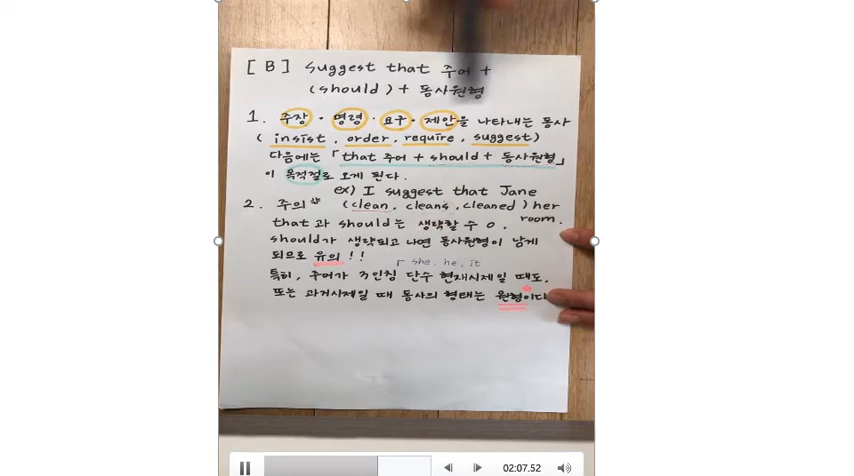 [B] suggest that 주어 +
(should) + 동사원형
1. 주장 · 명령 · 요구 · 제안을 나타내는 동사
( insist, order, require, suggest )
다음에는 「that 주어 + should + 동사원형」
이 목적절로 오게 된다.
ex) I suggest that Jane
2. 주의 (clean, cleans, cleaned) her
room.
that과 should는 생략할 수 0,
should가 생략되고 나면 동사원형이 남게
되므로 유의!!
she, he, it
특히, 주어가 3인칭 단수 현재시제일 때도,
또는 과거시제일 때 동사의 형태는 원형이다
02:07.52